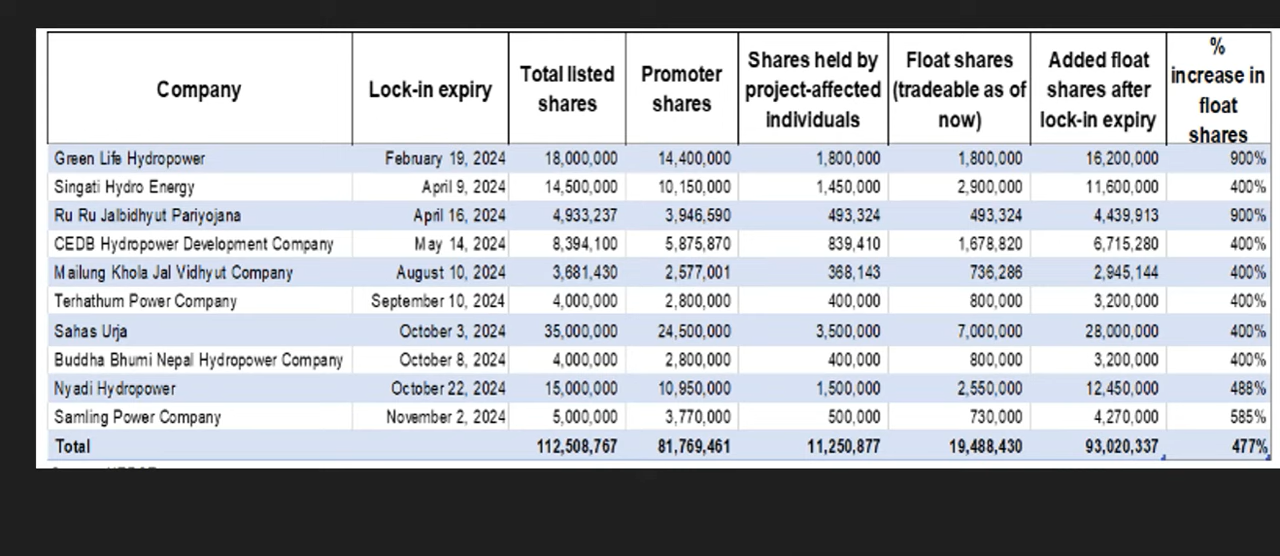 Company Lock-in expiry Total listed shares Promoter shares Shares held by project-affected individuals Float shares (tradeable as of now) Added float shares after lock-in expiry % increase in float shares
Green Life Hydropower February 19, 2024 18,000,000 14,400,000 1,800,000 1,800,000 16,200,000 900%
Singati Hydro Energy April 9, 2024 14,500,000 10,150,000 1,450,000 2,900,000 11,600,000 400%
Ru Ru Jalbidhyut Pariyojana April 16, 2024 4,933,237 3,946,590 493,324 493,324 4,439,913 900%
CEDB Hydropower Development Company May 14, 2024 8,394,100 5,875,870 839,410 1,678,820 6,715,280 400%
Mailung Khola Jal Vidhyut Company August 10, 2024 3,681,430 2,577,001 368,143 736,286 2,945,144 400%
Terhathum Power Company September 10, 2024 4,000,000 2,800,000 400,000 800,000 3,200,000 400%
Sahas Urja October 3, 2024 35,000,000 24,500,000 3,500,000 7,000,000 28,000,000 400%
Buddha Bhumi Nepal Hydropower Company October 8, 2024 4,000,000 2,800,000 400,000 800,000 3,200,000 400%
Nyadi Hydropower October 22, 2024 15,000,000 10,950,000 1,500,000 2,550,000 12,450,000 488%
Samling Power Company November 2, 2024 5,000,000 3,770,000 500,000 730,000 4,270,000 585%
Total 112,508,767 81,769,461 11,250,877 19,488,430 93,020,337 477%